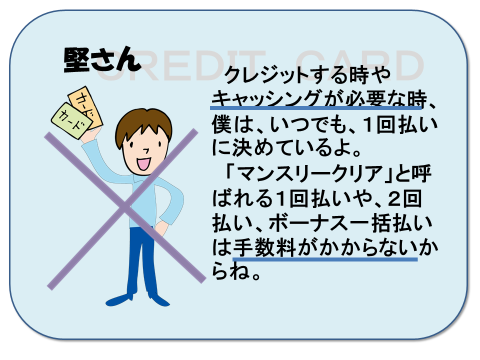 CREDIT CARD
堅さん
カード
カード
クレジットする時や
キャッシングが必要な時、
僕は、いつでも、1回払い
に決めているよ。
「マンスリークリア」と呼
ばれる1回払いや、2回
払い、ボーナス一括払い
は手数料がかからないか
らね。